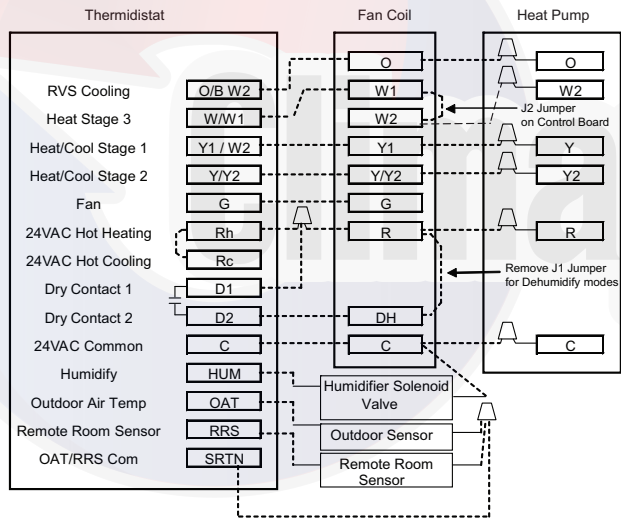 Thermidistat Fan Coil Heat Pump
O O
RVS Cooling O/B W2 W1 W2
J2 Jumper
on Control Board
Heat Stage 3 W/W1 W2
Heat/Cool Stage 1 Y1 / W2 Y1 Y
Heat/Cool Stage 2 Y/Y2 Y/Y2 Y2
Fan G G
24VAC Hot Heating Rh R R
24VAC Hot Cooling Rc
Remove J1 Jumper
for Dehumidify modes
Dry Contact 1 D1
Dry Contact 2 D2 DH
24VAC Common C C C
Humidify HUM
Humidifier Solenoid
Valve
Outdoor Air Temp OAT
Outdoor Sensor
Remote Room Sensor RRS
Remote Room
Sensor
OAT/RRS Com SRTN